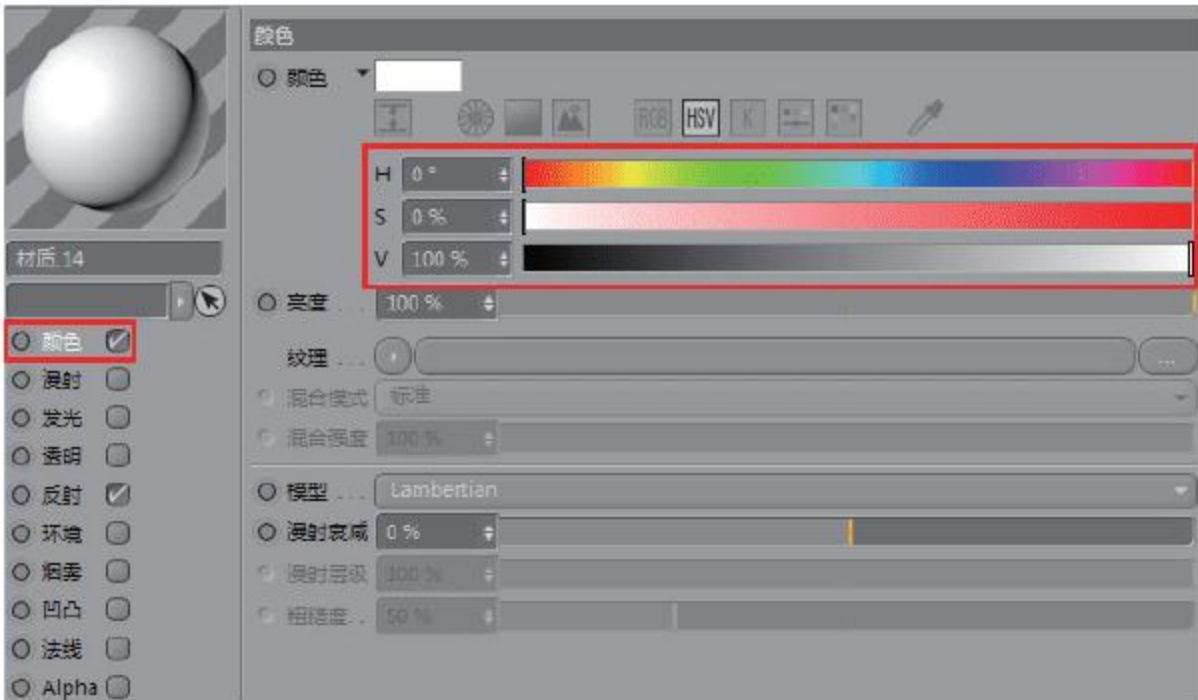 颜色
颜色
RGB HSV K
H 0°
S 0 %
V 100 %
材质.14
亮度 . . 100 %
颜色
纹理 . . . ...
漫射
混合模式 标准
发光
混合强度 100 %
透明
反射
模型 . . . Lambertian
环境
漫射衰减 0 %
烟雾
漫射层级 100 %
凹凸
粗糙度. . 50 %
法线
Alpha